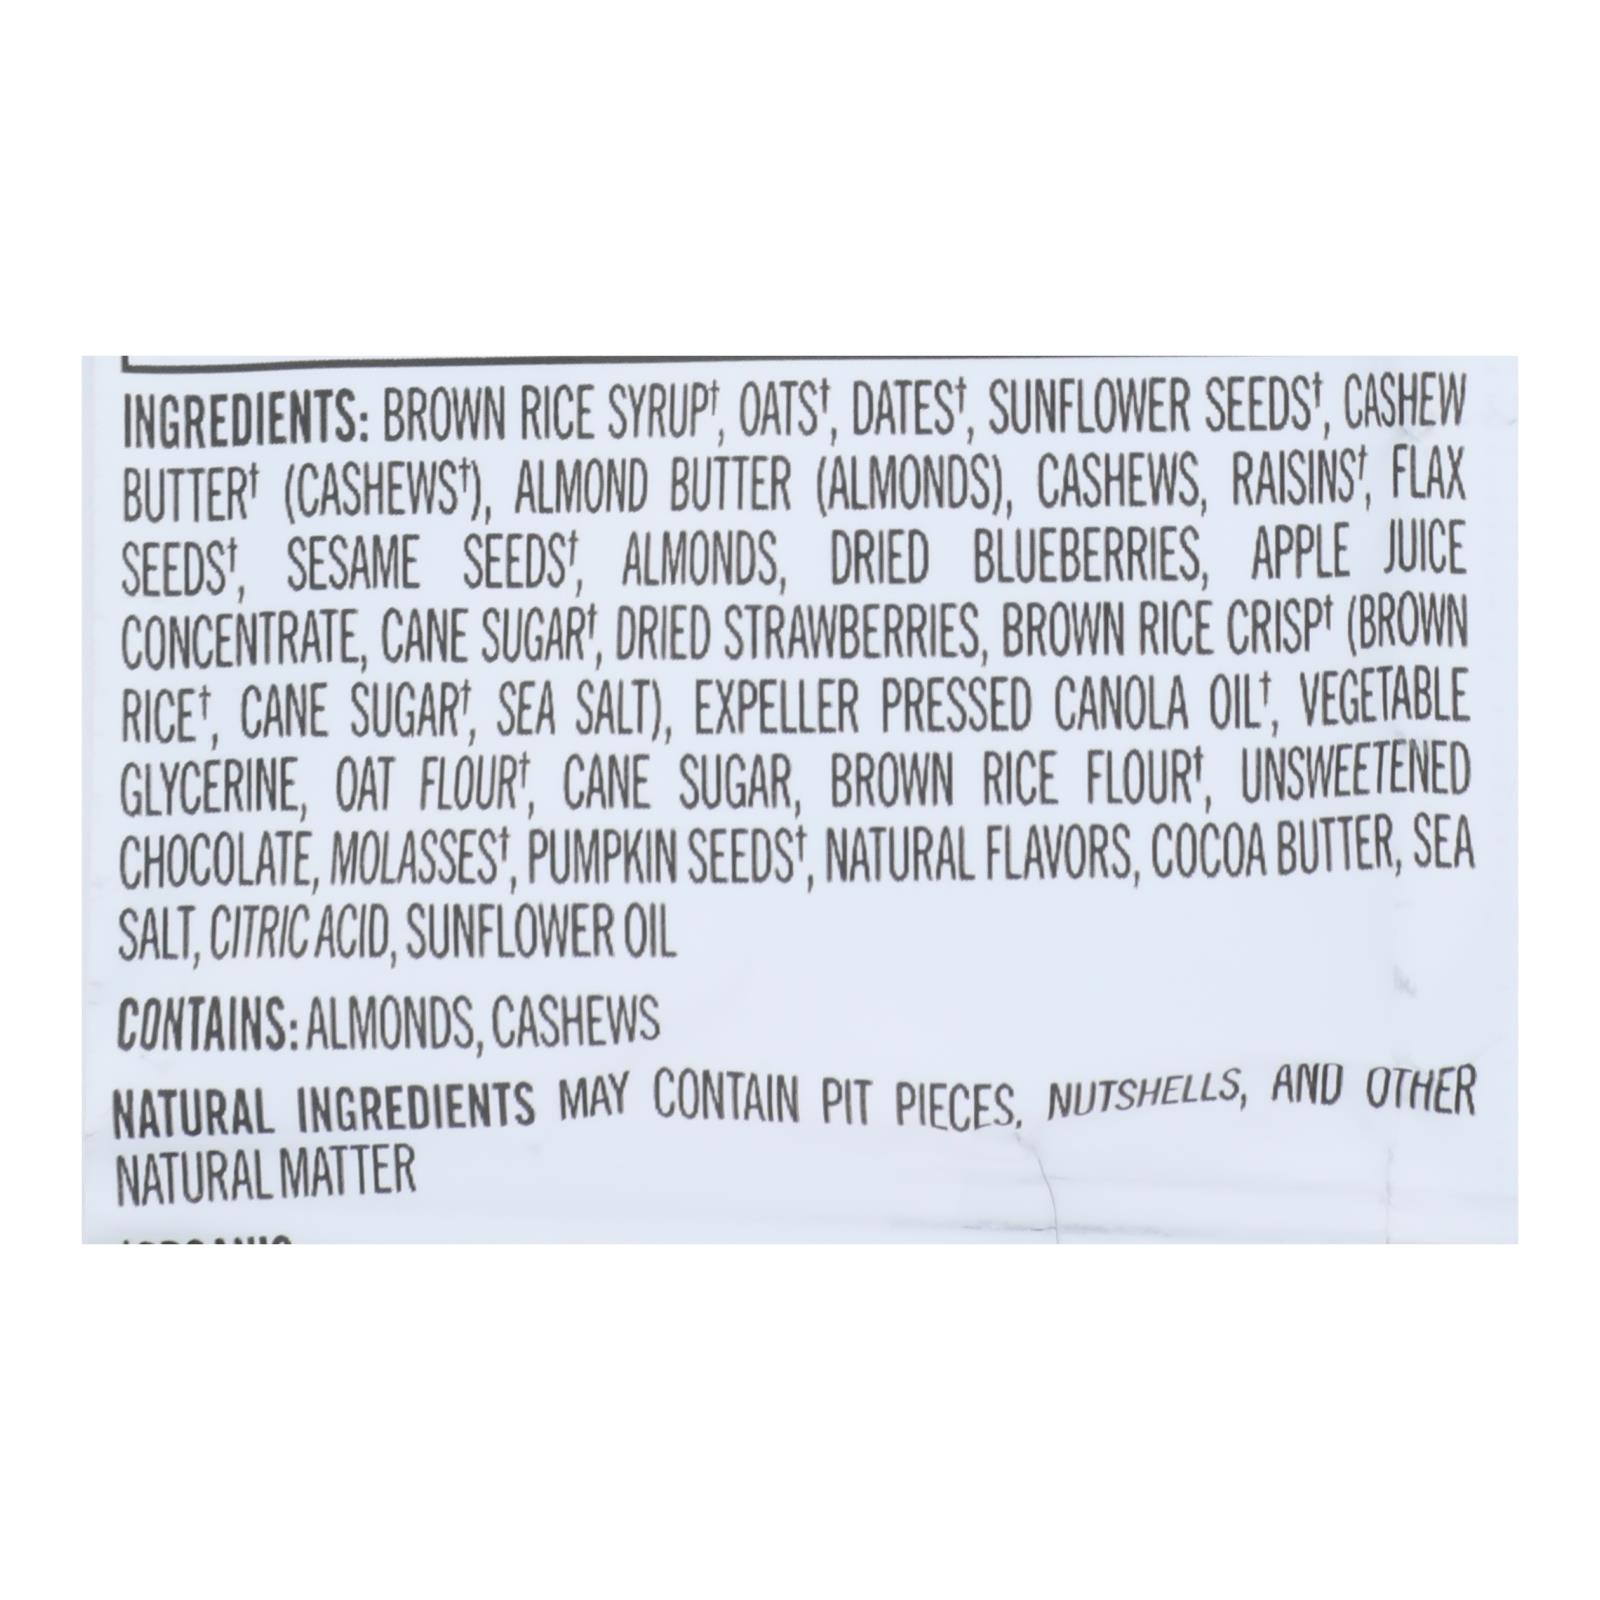 INGREDIENTS: BROWN RICE SYRUP†, OATS†, DATES†, SUNFLOWER SEEDS†, CASHEW
BUTTER† (CASHEWS†), ALMOND BUTTER (ALMONDS), CASHEWS, RAISINS†, FLAX
SEEDS†, SESAME SEEDS†, ALMONDS, DRIED BLUEBERRIES, APPLE JUICE
CONCENTRATE, CANE SUGAR†, DRIED STRAWBERRIES, BROWN RICE CRISP† (BROWN
RICE†, CANE SUGAR†, SEA SALT), EXPELLER PRESSED CANOLA OIL†, VEGETABLE
GLYCERINE, OAT FLOUR†, CANE SUGAR, BROWN RICE FLOUR†, UNSWEETENED
CHOCOLATE, MOLASSES†, PUMPKIN SEEDS†, NATURAL FLAVORS, COCOA BUTTER, SEA
SALT, CITRIC ACID, SUNFLOWER OIL
CONTAINS: ALMONDS, CASHEWS
NATURAL INGREDIENTS MAY CONTAIN PIT PIECES, NUTSHELLS, AND OTHER
NATURAL MATTER